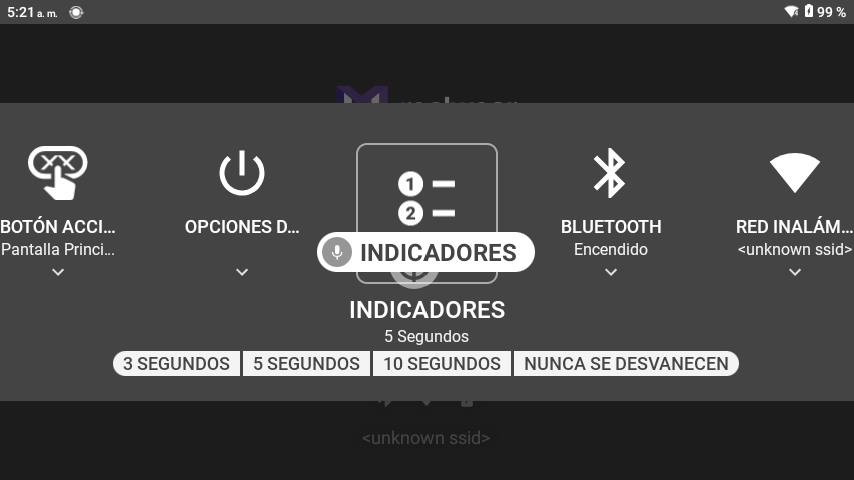 5:21 a. m.
99 %
BOTÓN ACCI...
Pantalla Princi...
OPCIONES D...
1
2
INDICADORES
INDICADORES
5 Segundos
BLUETOOTH
Encendido
RED INALÁM...
<unknown ssid>
3 SEGUNDOS
5 SEGUNDOS
10 SEGUNDOS
NUNCA SE DESVANECEN
<unknown ssid>